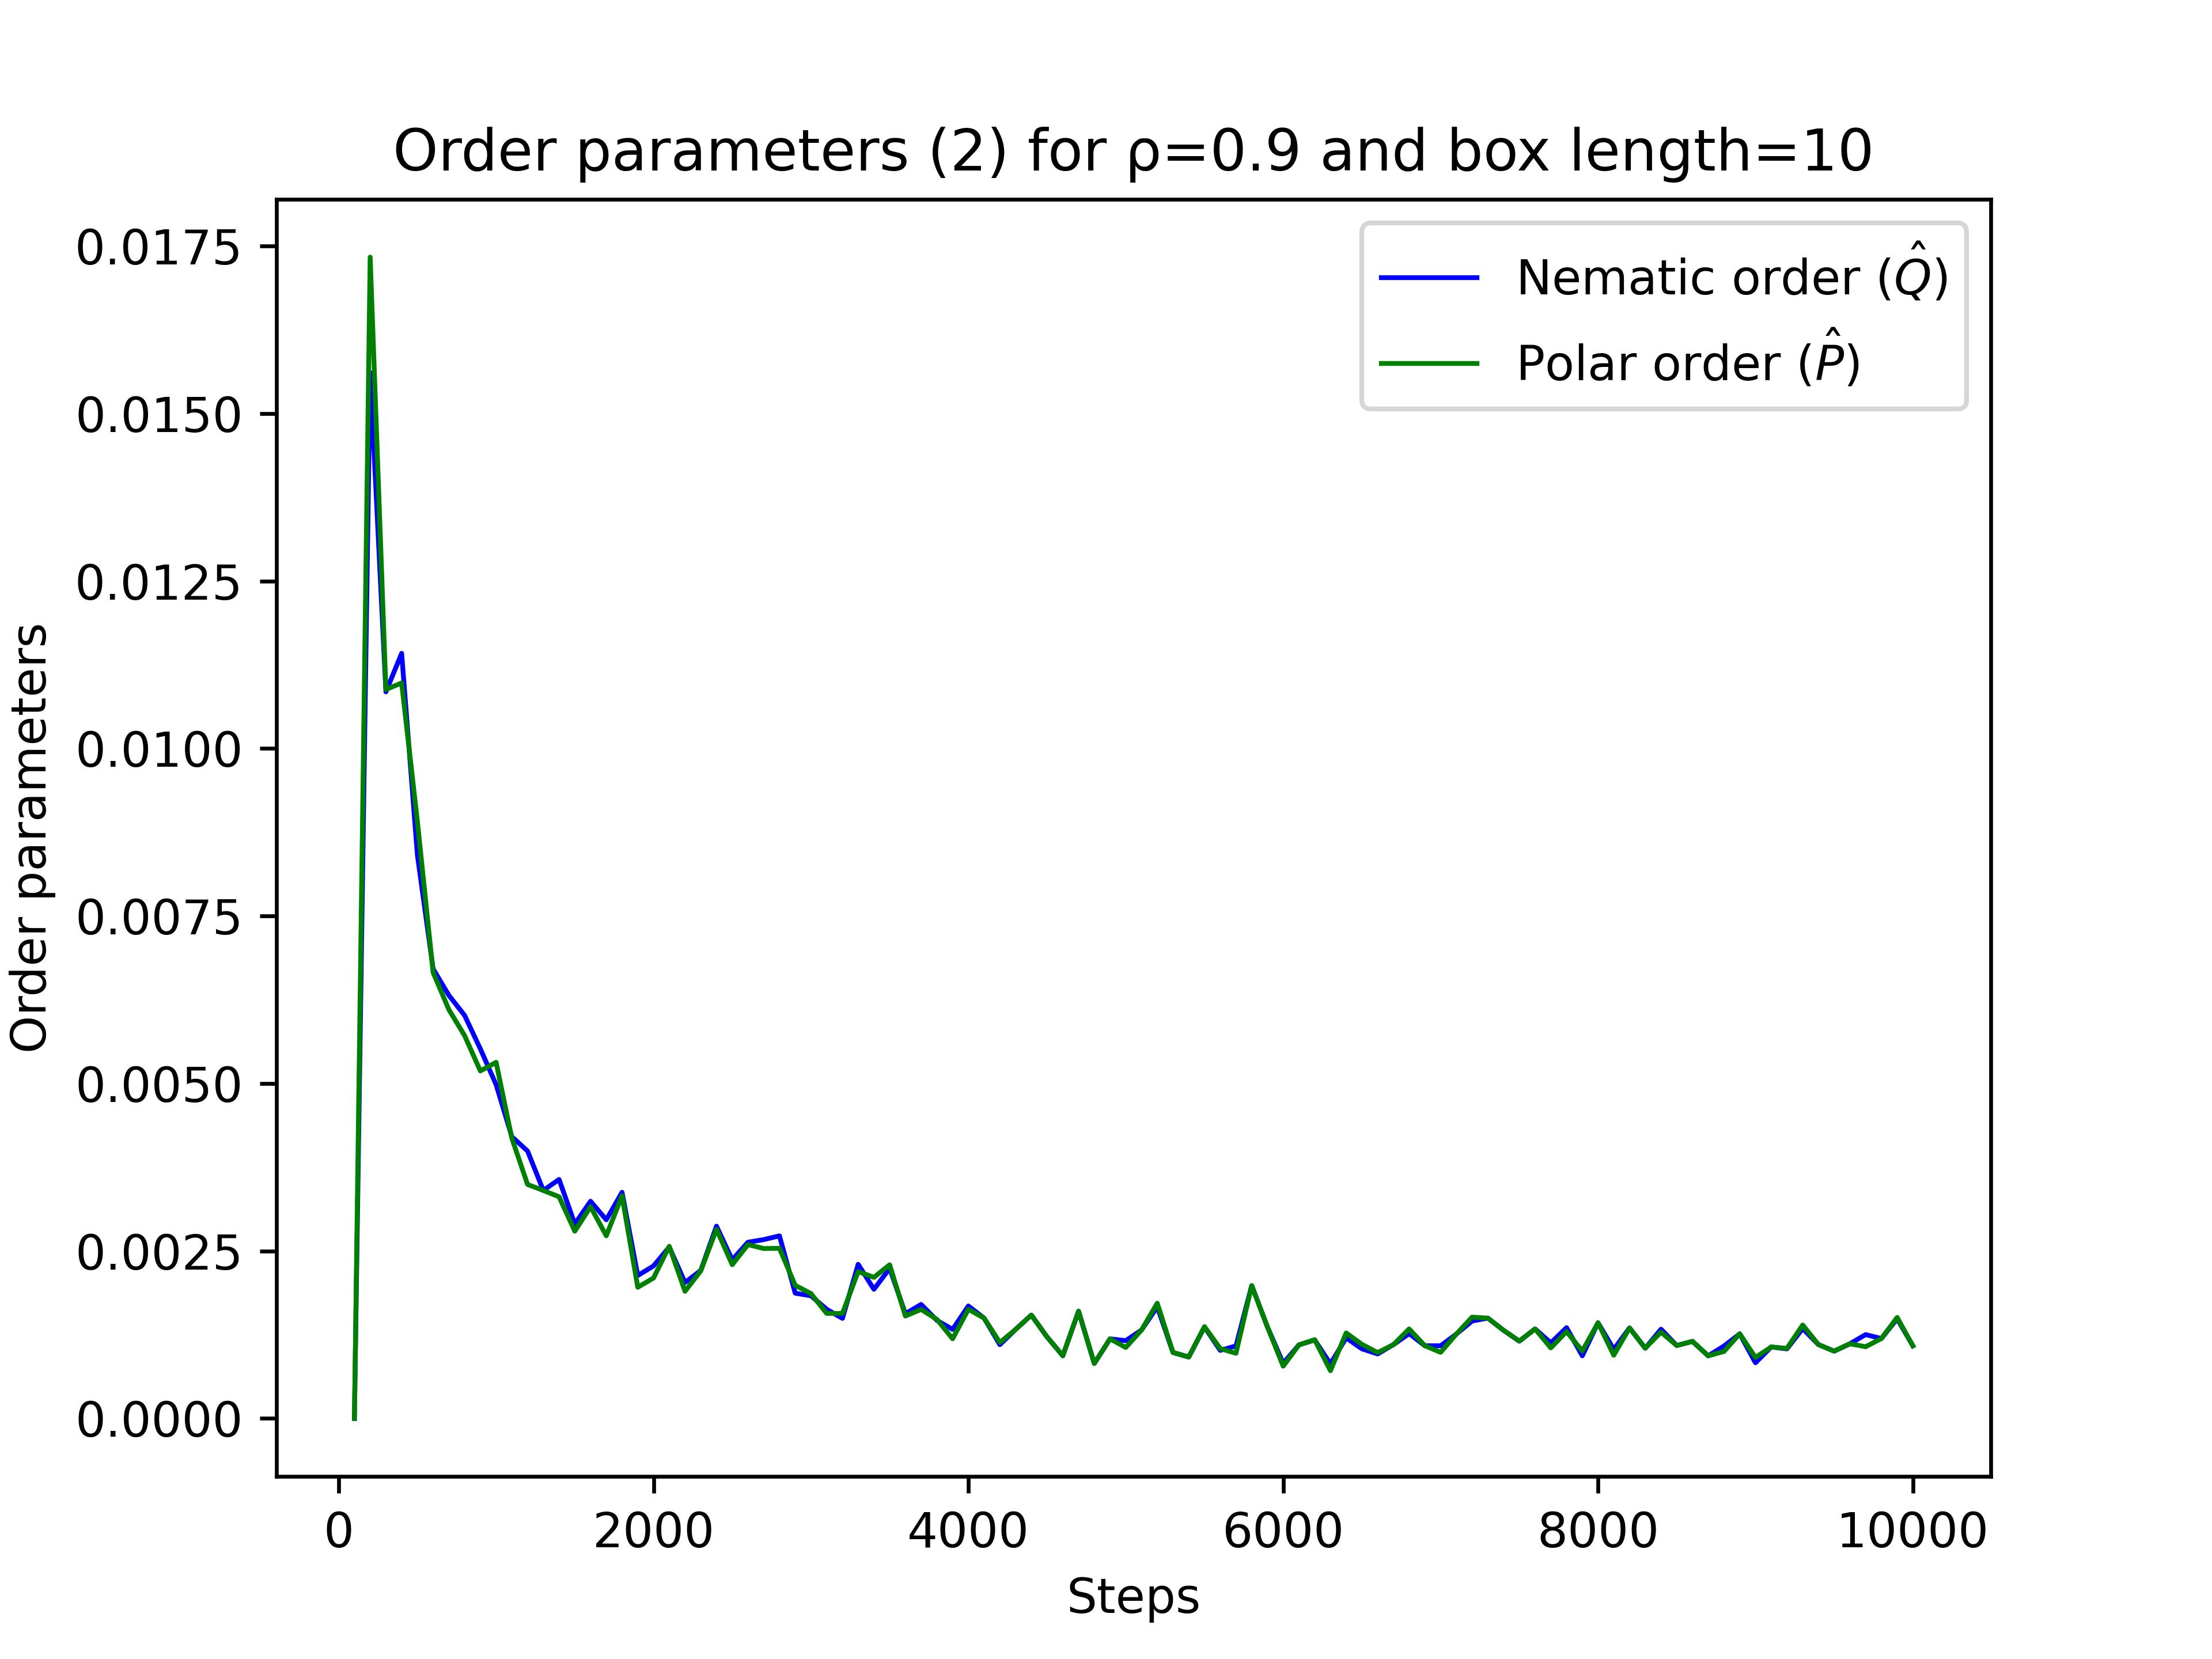 Order parameters (2) for ρ=0.9 and box length=10
Nematic order (Q̂)
Polar order (P̂)
0.0175
0.0150
0.0125
0.0100
0.0075
0.0050
0.0025
0.0000
Order parameters
0 2000 4000 6000 8000 10000
Steps